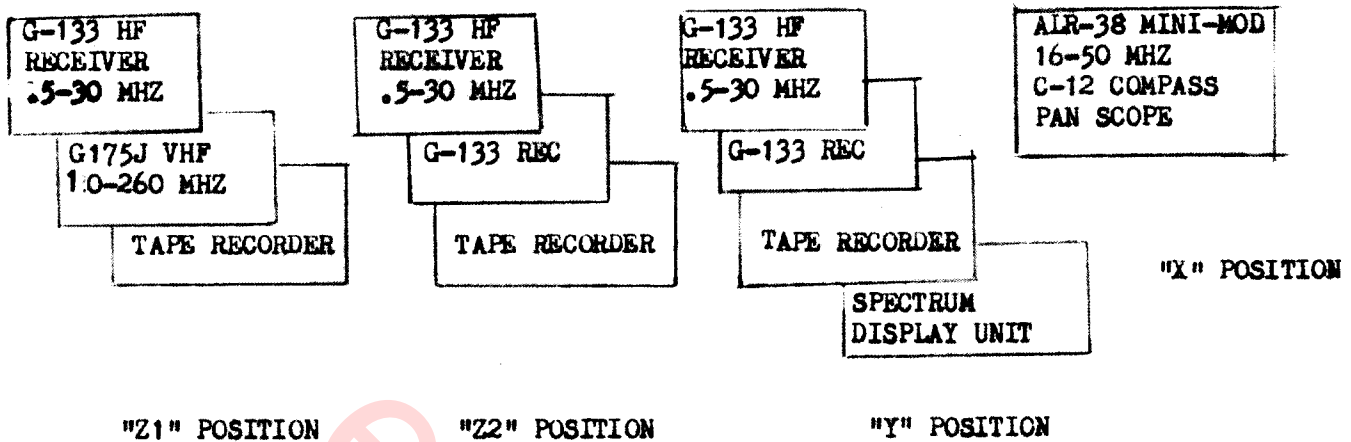 G-133 HF
RECEIVER
.5-30 MHZ
G175J VHF
-260 MHZ
TAPE RECORDER
"Z1" POSITION
G-133 HF
RECEIVER
.5-30 MHZ
G-133 REC
TAPE RECORDER
"Z2" POSITION
G-133 HF
RECEIVER
.5-30 MHZ
G-133 REC
TAPE RECORDER
SPECTRUM
DISPLAY UNIT
"Y" POSITION
ALR-38 MINI-MOD
16-50 MHZ
C-12 COMPASS
PAN SCOPE
"X" POSITION